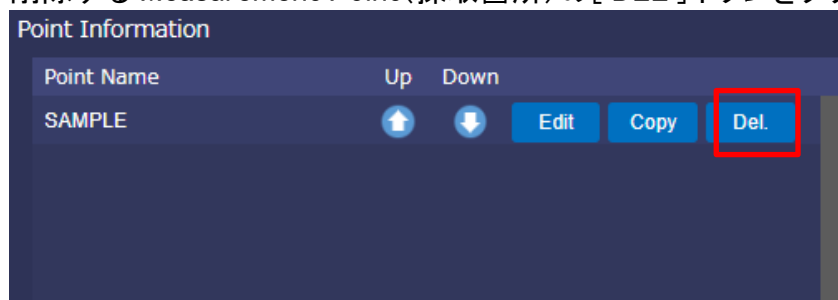 Point Information
Point Name Up Down
SAMPLE Edit Copy Del.